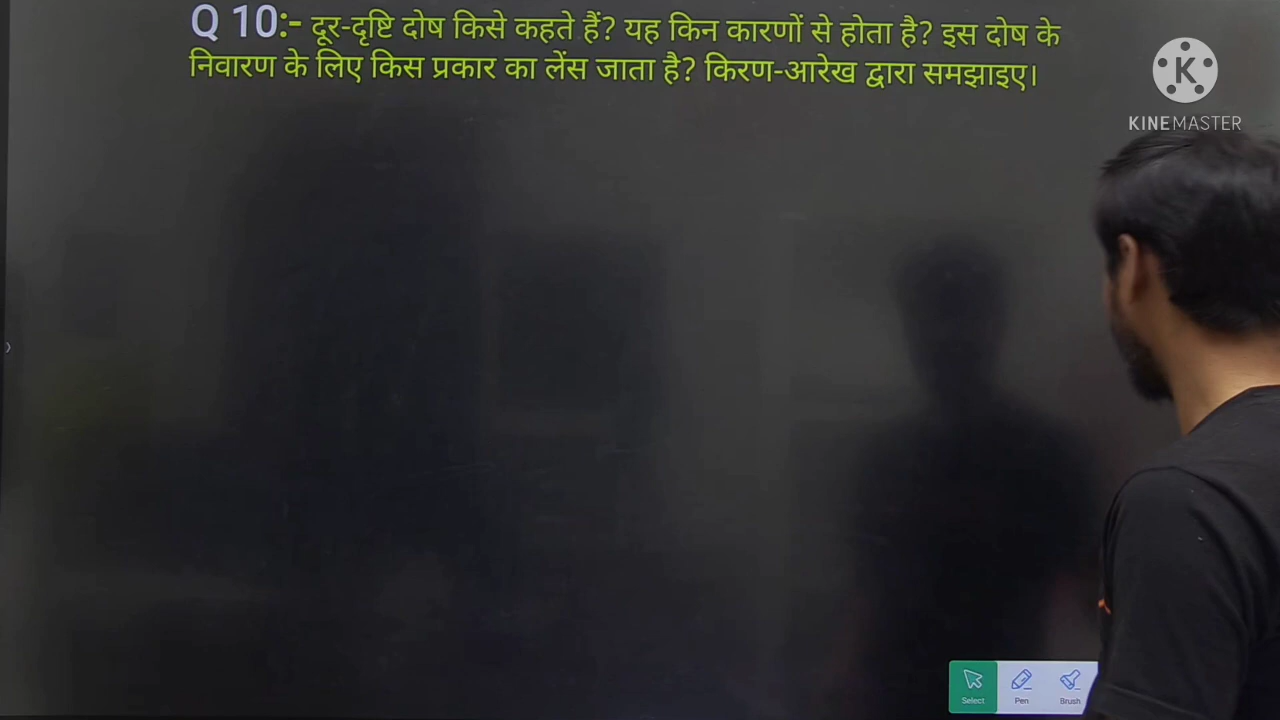 Q 10:- दूर-दृष्टि दोष किसे कहते हैं? यह किन कारणों से होता है? इस दोष के
निवारण के लिए किस प्रकार का लेंस जाता है? किरण-आरेख द्वारा समझाइए।
K
KINEMASTER
Select
Pen
Brush